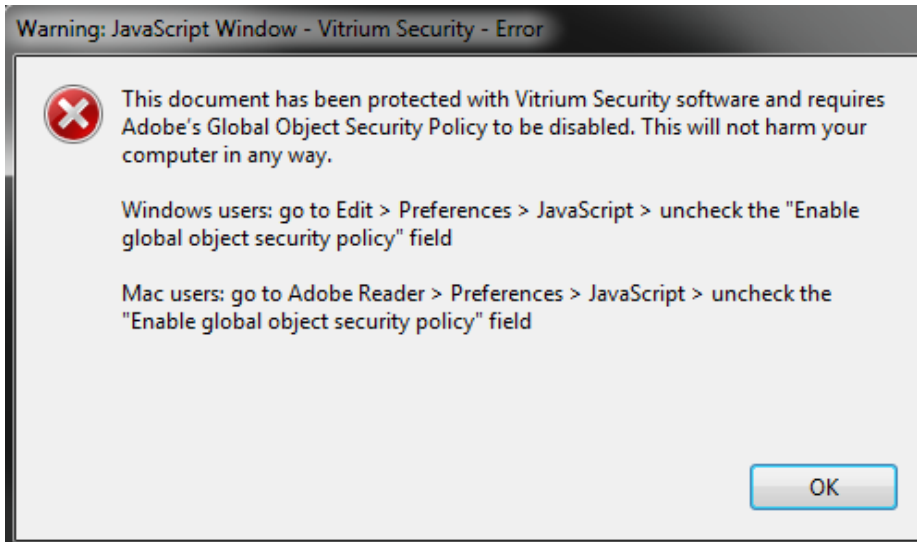 Warning: JavaScript Window - Vitrium Security - Error
This document has been protected with Vitrium Security software and requires
Adobe's Global Object Security Policy to be disabled. This will not harm your
computer in any way.
Windows users: go to Edit > Preferences > JavaScript > uncheck the "Enable
global object security policy" field
Mac users: go to Adobe Reader > Preferences > JavaScript > uncheck the
"Enable global object security policy" field
OK